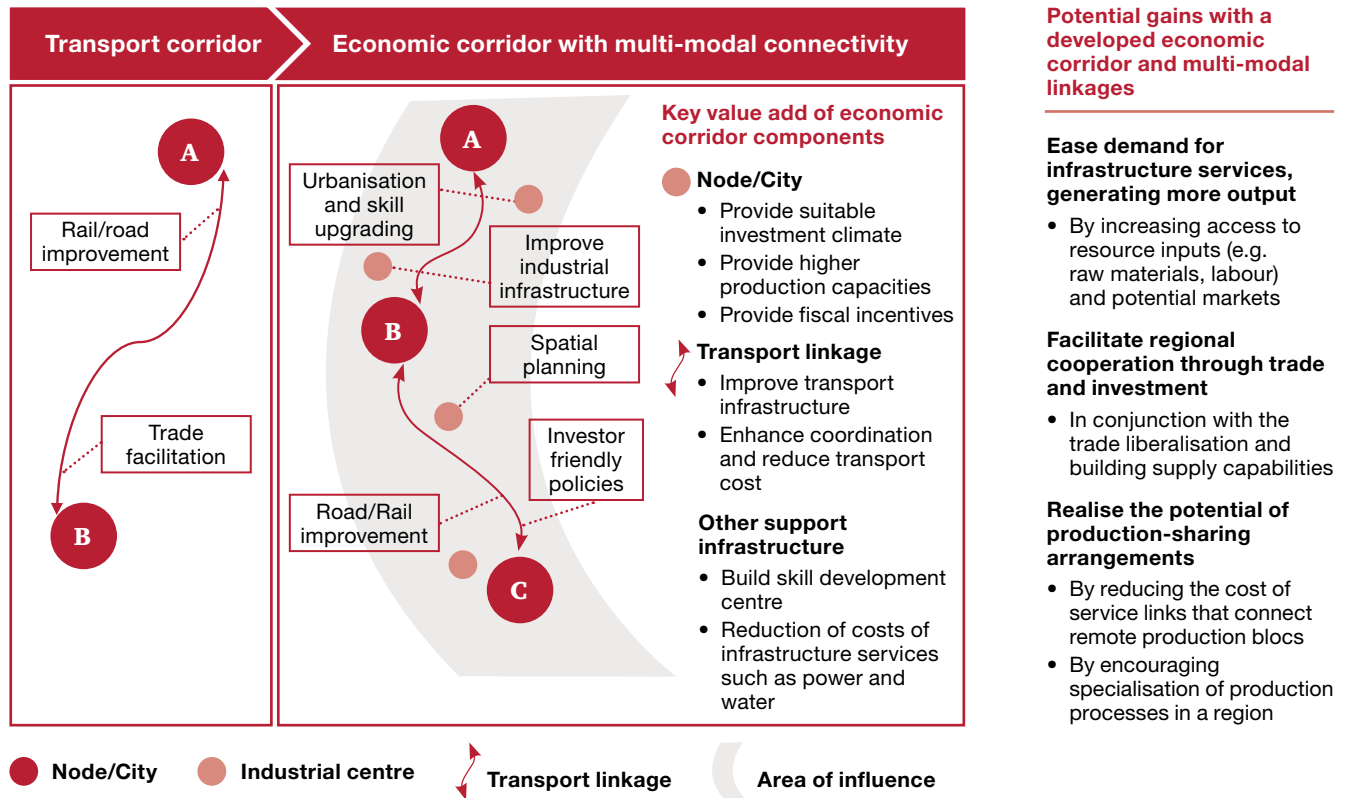 Transport corridor
Economic corridor with multi-modal connectivity
A
Rail/road
improvement
Trade
facilitation
B
A
Urbanisation
and skill
upgrading
Improve
industrial
infrastructure
B
Spatial
planning
Investor
friendly
policies
Road/Rail
improvement
C
Key value add of economic
corridor components
Node/City
• Provide suitable
investment climate
• Provide higher
production capacities
• Provide fiscal incentives
Transport linkage
• Improve transport
infrastructure
• Enhance coordination
and reduce transport
cost
Other support
infrastructure
• Build skill development
centre
• Reduction of costs of
infrastructure services
such as power and
water
Potential gains with a
developed economic
corridor and multi-modal
linkages
Ease demand for
infrastructure services,
generating more output
• By increasing access to
resource inputs (e.g.
raw materials, labour)
and potential markets
Facilitate regional
cooperation through trade
and investment
• In conjunction with the
trade liberalisation and
building supply capabilities
Realise the potential of
production-sharing
arrangements
• By reducing the cost of
service links that connect
remote production blocs
• By encouraging
specialisation of production
processes in a region
Node/City
Industrial centre
Transport linkage
Area of influence